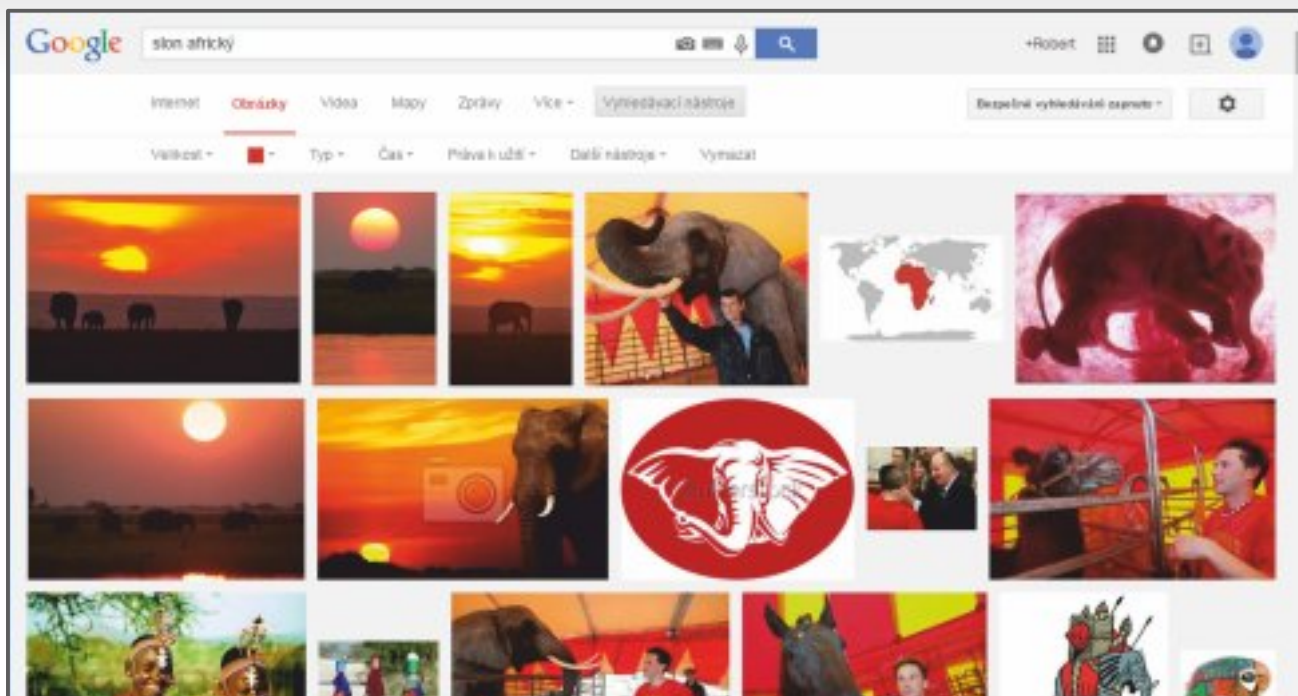 Google slon africký +Robert
Internet Obrázky Videa Mapy Zprávy Více Vyhledávací nástroje Bezpečné vyhledávání zapnuto
Velikost Typ Čas Práva k užití Další nástroje Vymazat